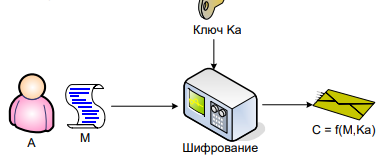 Ключ Ka
A
M
Шифрование
C = f(M,Ka)